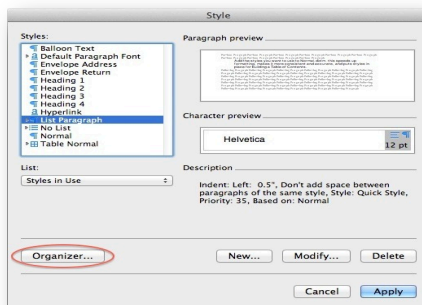 Style
Styles:
Balloon Text
Default Paragraph Font
Envelope Address
Envelope Return
Heading 1
Heading 2
Heading 3
Heading 4
Hyperlink
List Paragraph
No List
Normal
Table Normal
List:
Styles in Use
Paragraph preview
Character preview
Helvetica
12 pt
Description
Indent: Left: 0.5", Don't add space between
paragraphs of the same style, Style: Quick Style,
Priority: 35, Based on: Normal
Organizer...
New...
Modify...
Delete
Cancel
Apply